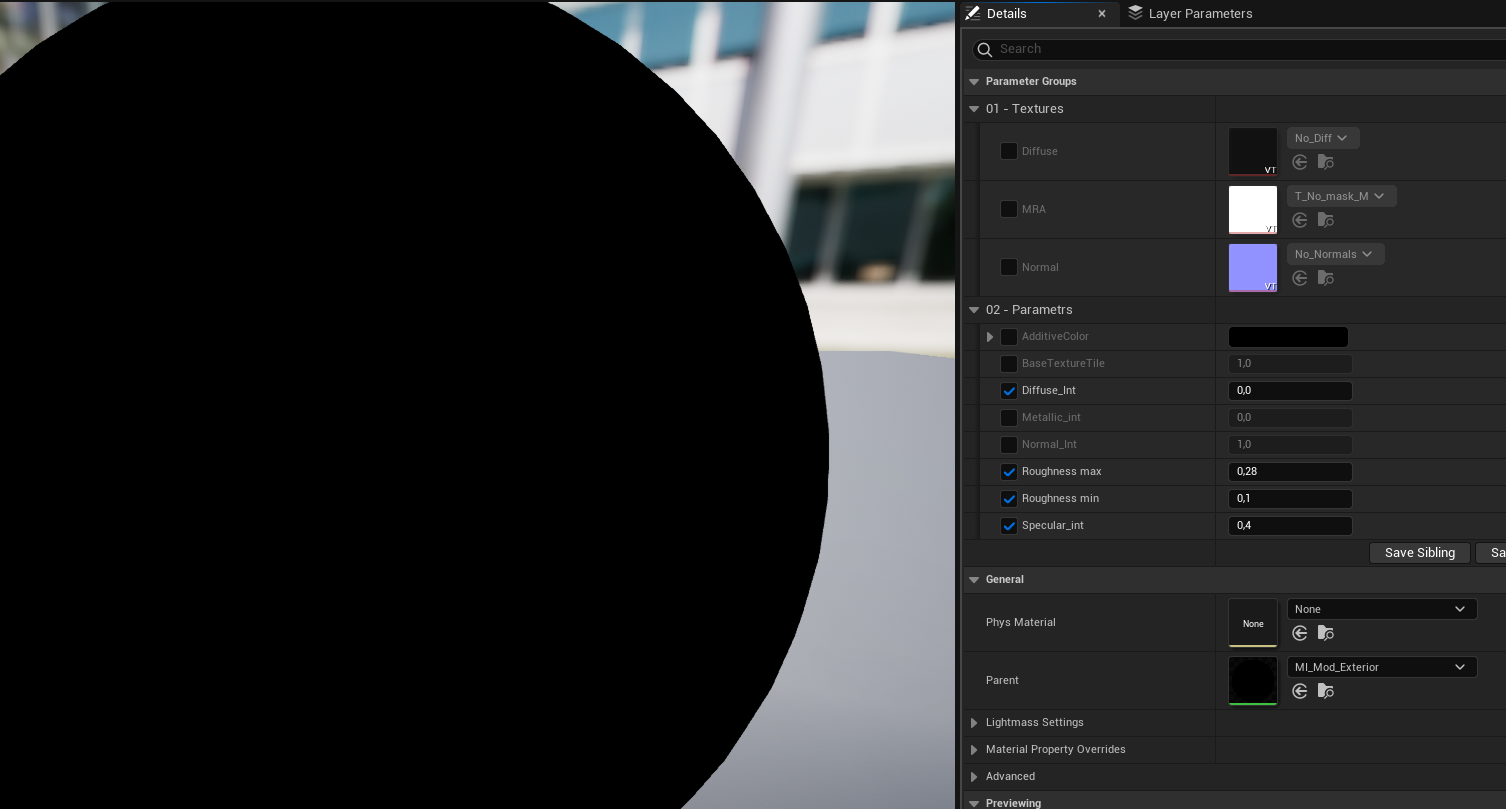 Details
Layer Parameters
Search
Parameter Groups
01 - Textures
Diffuse
VT
No_Diff
MRA
VT
T_No_mask_M
Normal
VT
No_Normals
02 - Parametrs
AdditiveColor
BaseTextureTile
1,0
Diffuse_Int
0,0
Metallic_int
0,0
Normal_Int
1,0
Roughness max
0,28
Roughness min
0,1
Specular_int
0,4
Save Sibling
Sa
General
Phys Material
None
None
Parent
MI_Mod_Exterior
Lightmass Settings
Material Property Overrides
Advanced
Previewing